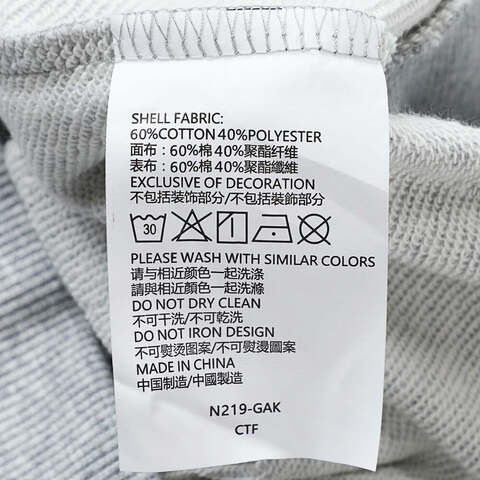 SHELL FABRIC:
60%COTTON 40%POLYESTER
面布：60%棉 40%聚酯纤维
表布：60%棉 40%聚酯纖維
EXCLUSIVE OF DECORATION
不包括装饰部分/不包括裝飾部分
30
PLEASE WASH WITH SIMILAR COLORS
请与相近颜色一起洗涤
請與相近顏色一起洗滌
DO NOT DRY CLEAN
不可干洗/不可乾洗
DO NOT IRON DESIGN
不可熨烫图案/不可熨燙圖案
MADE IN CHINA
中国制造/中國製造
N219-GAK
CTF